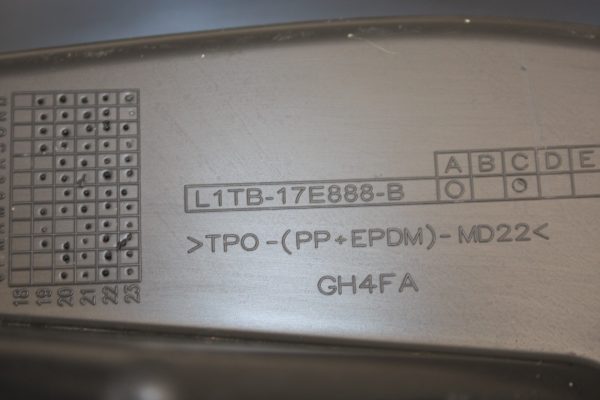 A B C D E
L1TB-17E888-B
>TPO-(PP+EPDM)-MD22<
GH4FA
18 19 20 21 22 23